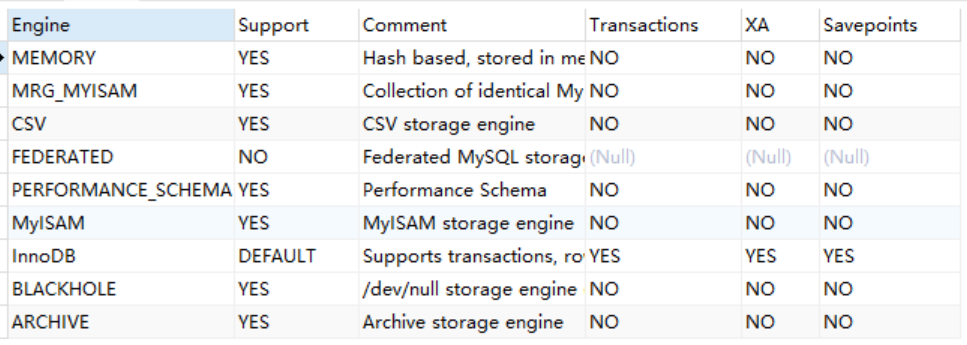 Engine Support Comment Transactions XA Savepoints
MEMORY YES Hash based, stored in me NO NO NO
MRG_MYISAM YES Collection of identical My NO NO NO
CSV YES CSV storage engine NO NO NO
FEDERATED NO Federated MySQL storag (Null) (Null) (Null)
PERFORMANCE_SCHEMA YES Performance Schema NO NO NO
MyISAM YES MyISAM storage engine NO NO NO
InnoDB DEFAULT Supports transactions, ro YES YES YES
BLACKHOLE YES /dev/null storage engine NO NO NO
ARCHIVE YES Archive storage engine NO NO NO